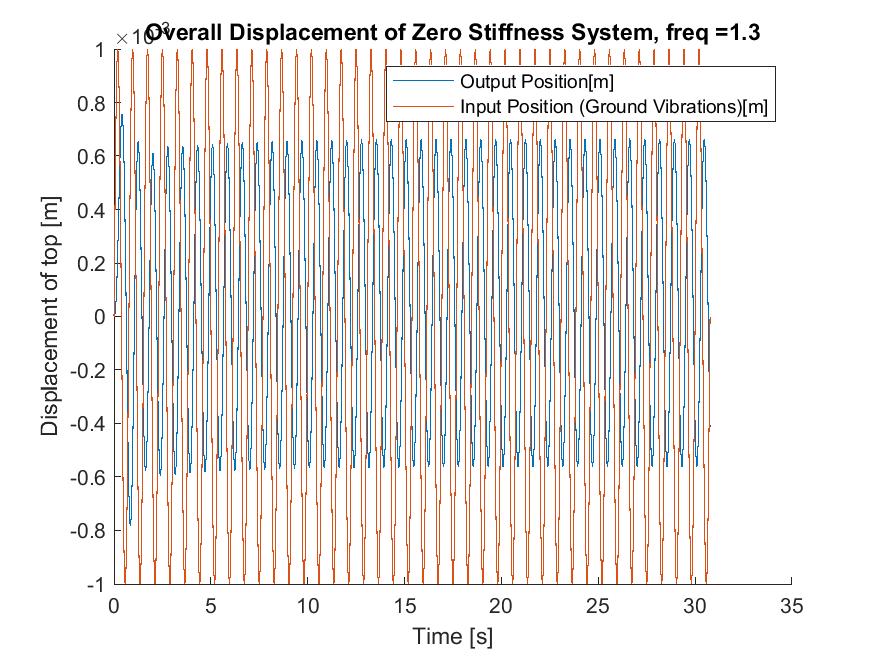 ×10-3
Overall Displacement of Zero Stiffness System, freq =1.3
Output Position[m]
Input Position (Ground Vibrations)[m]
Displacement of top [m]
1
0.8
0.6
0.4
0.2
0
-0.2
-0.4
-0.6
-0.8
-1
0 5 10 15 20 25 30 35
Time [s]